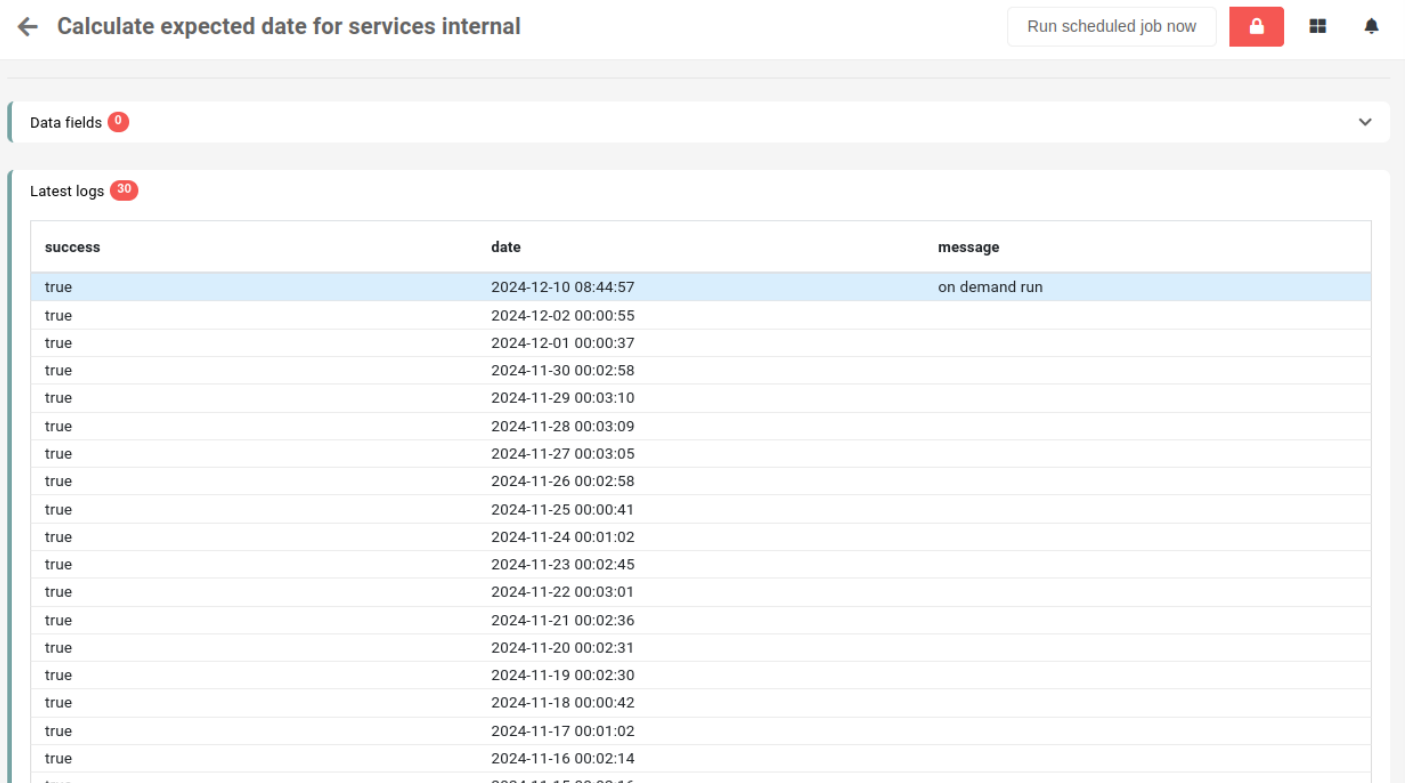 Calculate expected date for services internal Run scheduled job now
Data fields 0
Latest logs 30
success date message
true 2024-12-10 08:44:57 on demand run
true 2024-12-02 00:00:55
true 2024-12-01 00:00:37
true 2024-11-30 00:02:58
true 2024-11-29 00:03:10
true 2024-11-28 00:03:09
true 2024-11-27 00:03:05
true 2024-11-26 00:02:58
true 2024-11-25 00:00:41
true 2024-11-24 00:01:02
true 2024-11-23 00:02:45
true 2024-11-22 00:03:01
true 2024-11-21 00:02:36
true 2024-11-20 00:02:31
true 2024-11-19 00:02:30
true 2024-11-18 00:00:42
true 2024-11-17 00:01:02
true 2024-11-16 00:02:14